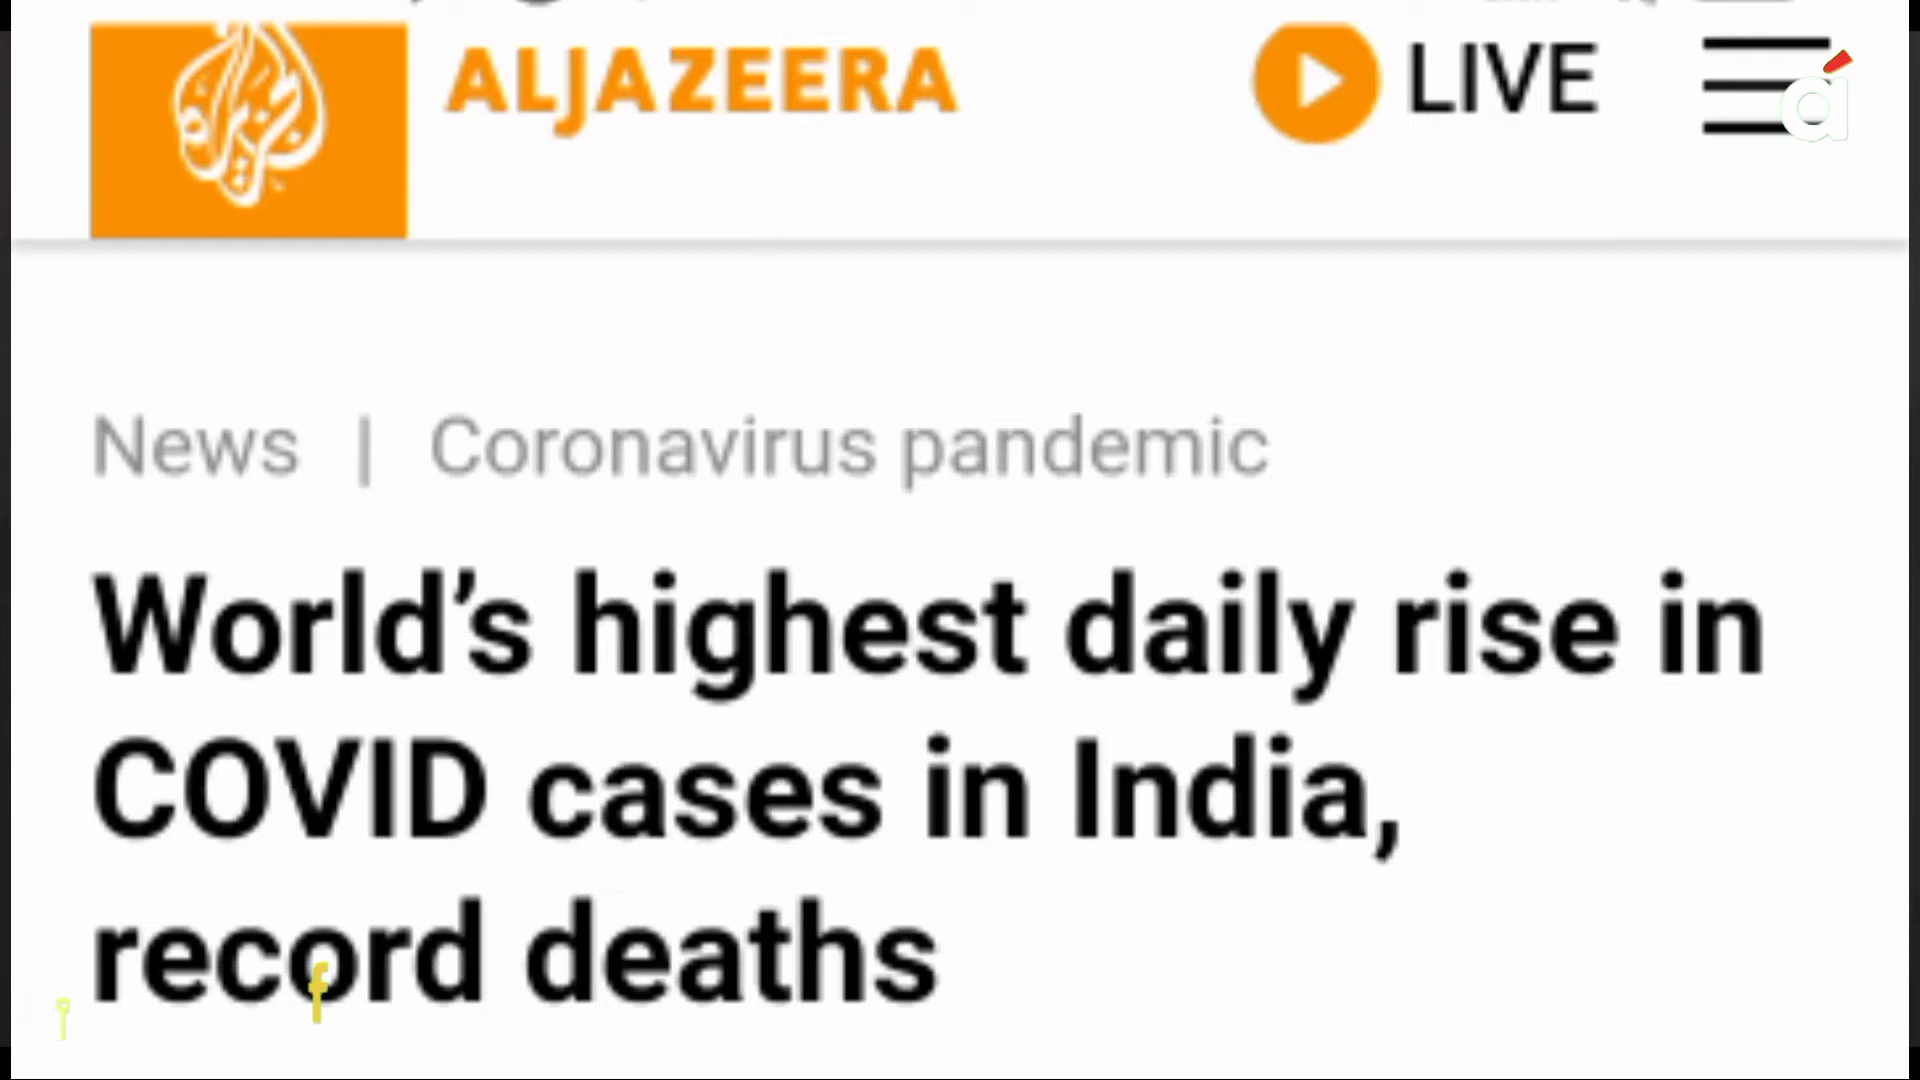 ALJAZEERA
LIVE
á
News | Coronavirus pandemic
World’s highest daily rise in
COVID cases in India,
record deaths
f